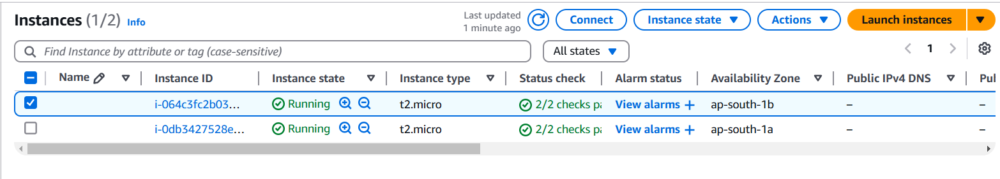 Instances (1/2) Info
Last updated
1 minute ago
Connect
Instance state
Actions
Launch instances
Find Instance by attribute or tag (case-sensitive)
All states
1
Name Instance ID Instance state Instance type Status check Alarm status Availability Zone Public IPv4 DNS Pul
i-064c3fc2b03... Running t2.micro 2/2 checks pa View alarms + ap-south-1b – –
i-0db3427528e... Running t2.micro 2/2 checks pa View alarms + ap-south-1a – –